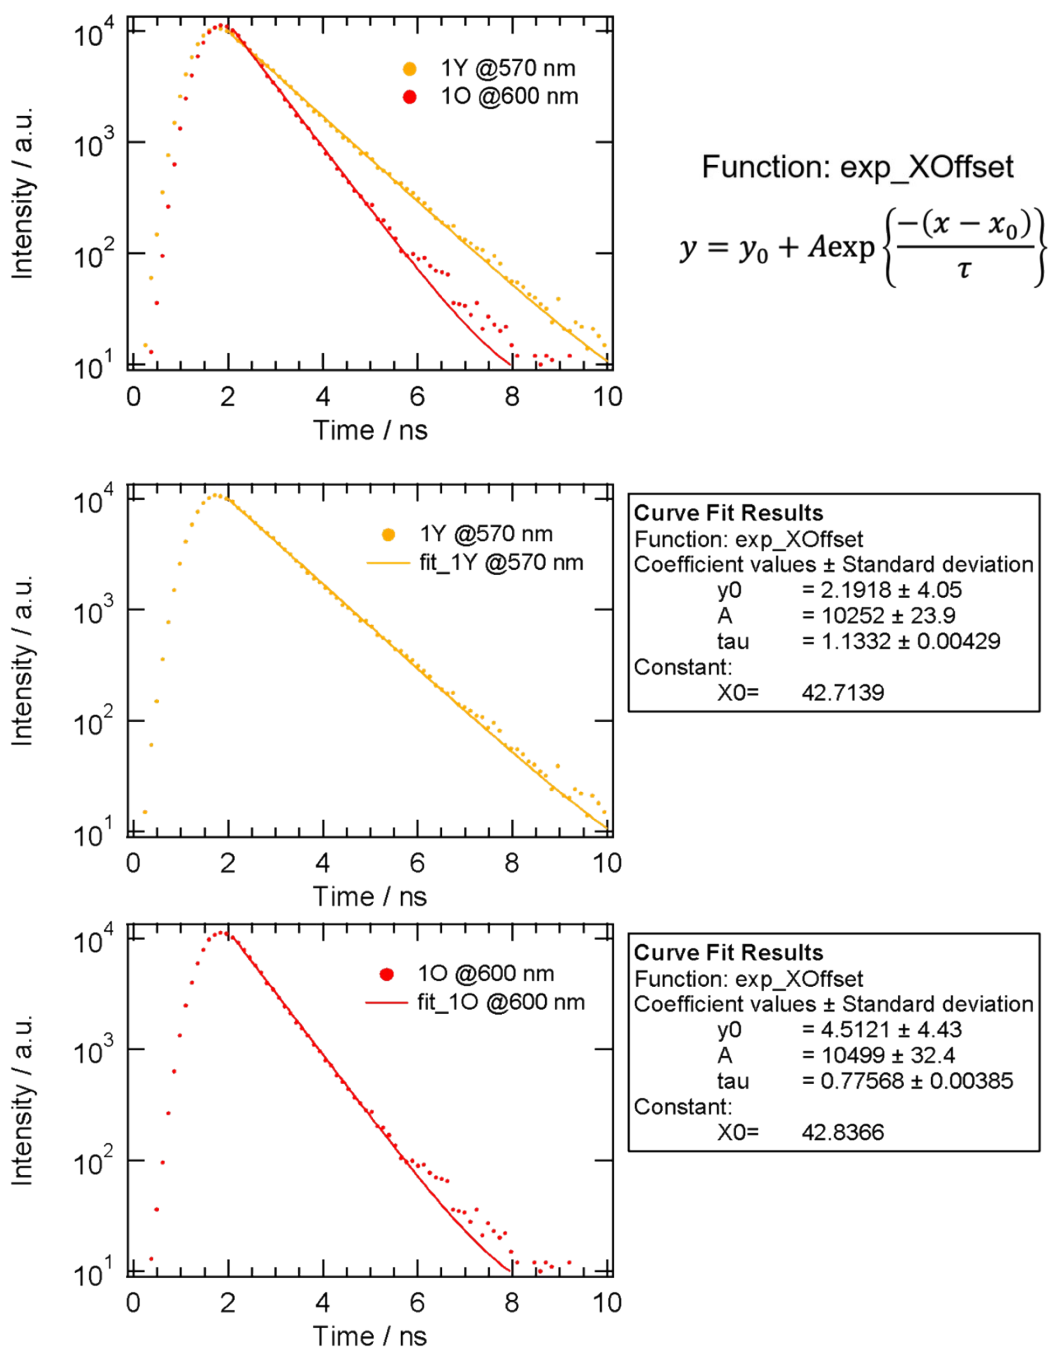 10⁴
10³
10²
10¹
Intensity / a.u.
1Y @570 nm
1O @600 nm
0 2 4 6 8 10
Time / ns
Function: exp_XOffset
y = y₀ + Aexp {−(x − x₀) / τ}
10⁴
10³
10²
10¹
Intensity / a.u.
1Y @570 nm
fit_1Y @570 nm
0 2 4 6 8 10
Time / ns
Curve Fit Results
Function: exp_XOffset
Coefficient values ± Standard deviation
y0 = 2.1918 ± 4.05
A = 10252 ± 23.9
tau = 1.1332 ± 0.00429
Constant:
X0= 42.7139
10⁴
10³
10²
10¹
Intensity / a.u.
1O @600 nm
fit_1O @600 nm
0 2 4 6 8 10
Time / ns
Curve Fit Results
Function: exp_XOffset
Coefficient values ± Standard deviation
y0 = 4.5121 ± 4.43
A = 10499 ± 32.4
tau = 0.77568 ± 0.00385
Constant:
X0= 42.8366